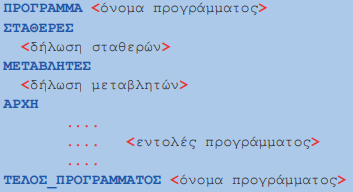 ΠΡΟΓΡΑΜΜΑ <όνομα προγράμματος>
ΣΤΑΘΕΡΕΣ
<δήλωση σταθερών>
ΜΕΤΑΒΛΗΤΕΣ
<δήλωση μεταβλητών>
ΑΡΧΗ
....
.... <εντολές προγράμματος>
....
ΤΕΛΟΣ_ΠΡΟΓΡΑΜΜΑΤΟΣ <όνομα προγράμματος>